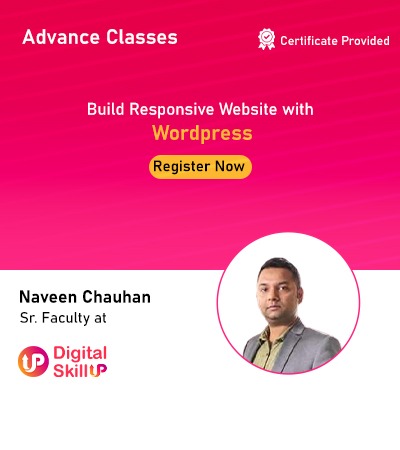 Advance Classes
Certificate Provided
Build Responsive Website with
Wordpress
Register Now
Naveen Chauhan
Sr. Faculty at
UP Digital
SkillUP